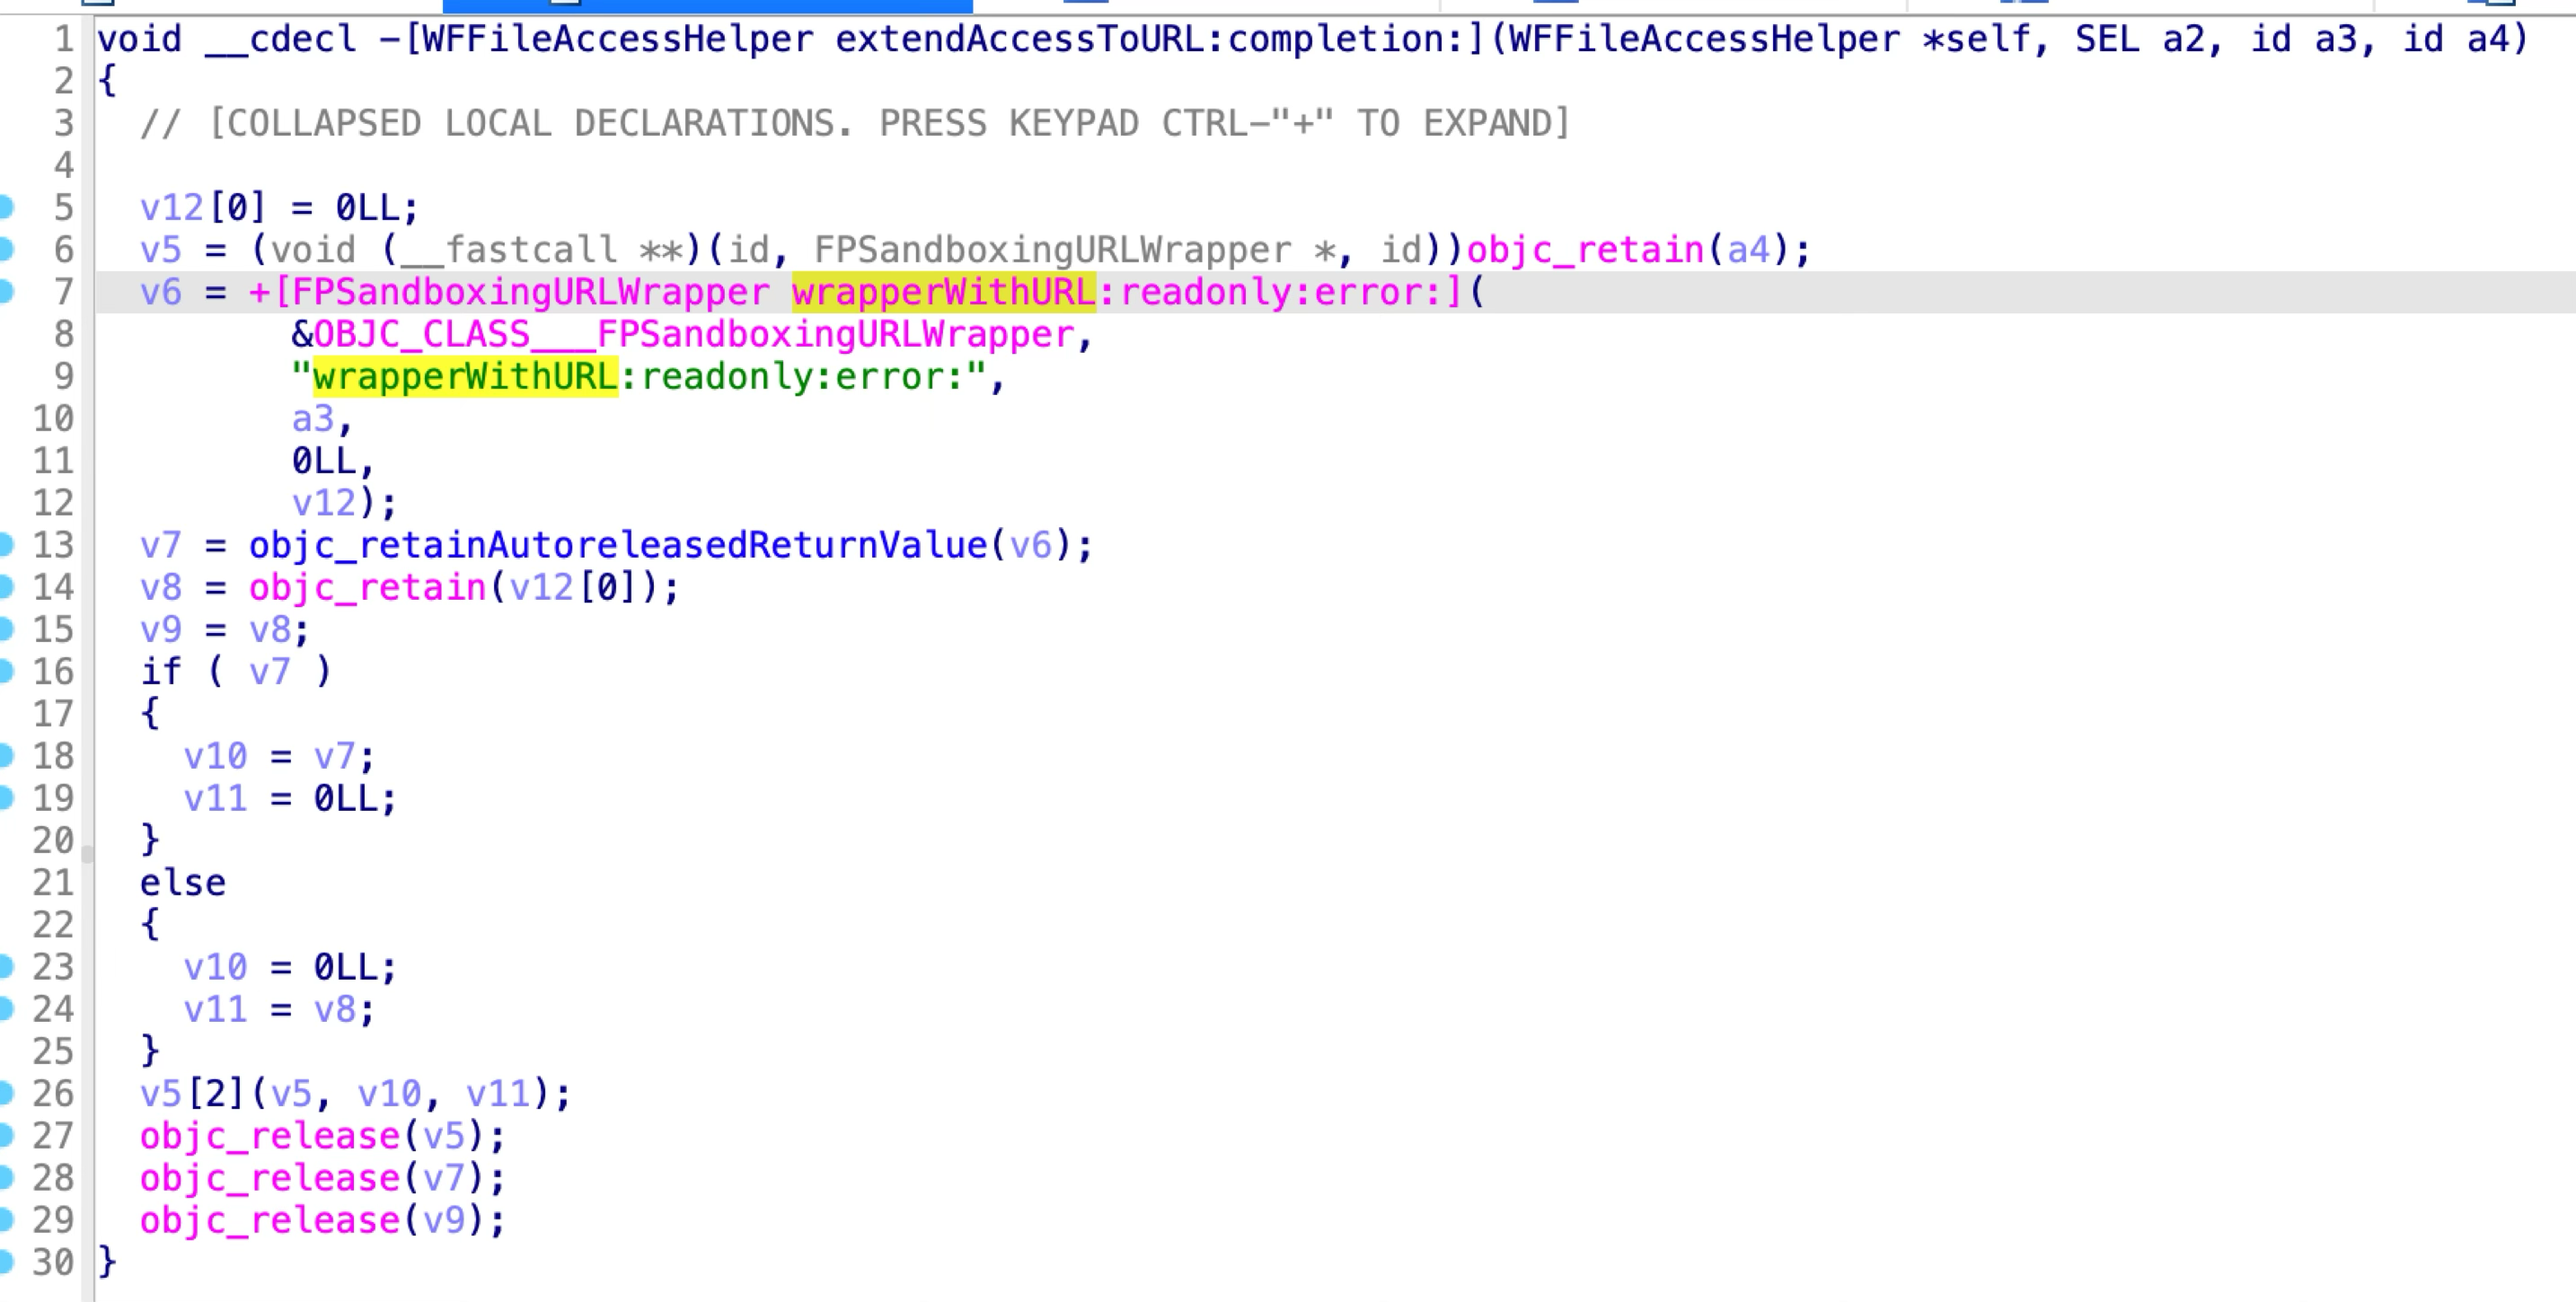 1 void __cdecl -[WFFileAccessHelper extendAccessToURL:completion:](WFFileAccessHelper *self, SEL a2, id a3, id a4)
2 {
3 // [COLLAPSED LOCAL DECLARATIONS. PRESS KEYPAD CTRL-"+" TO EXPAND]
4
5 v12[0] = 0LL;
6 v5 = (void (__fastcall **)(id, FPSandboxingURLWrapper *, id))objc_retain(a4);
7 v6 = +[FPSandboxingURLWrapper wrapperWithURL:readonly:error:](
8 &OBJC_CLASS___FPSandboxingURLWrapper,
9 "wrapperWithURL:readonly:error:",
10 a3,
11 0LL,
12 v12);
13 v7 = objc_retainAutoreleasedReturnValue(v6);
14 v8 = objc_retain(v12[0]);
15 v9 = v8;
16 if ( v7 )
17 {
18 v10 = v7;
19 v11 = 0LL;
20 }
21 else
22 {
23 v10 = 0LL;
24 v11 = v8;
25 }
26 v5[2](v5, v10, v11);
27 objc_release(v5);
28 objc_release(v7);
29 objc_release(v9);
30 }